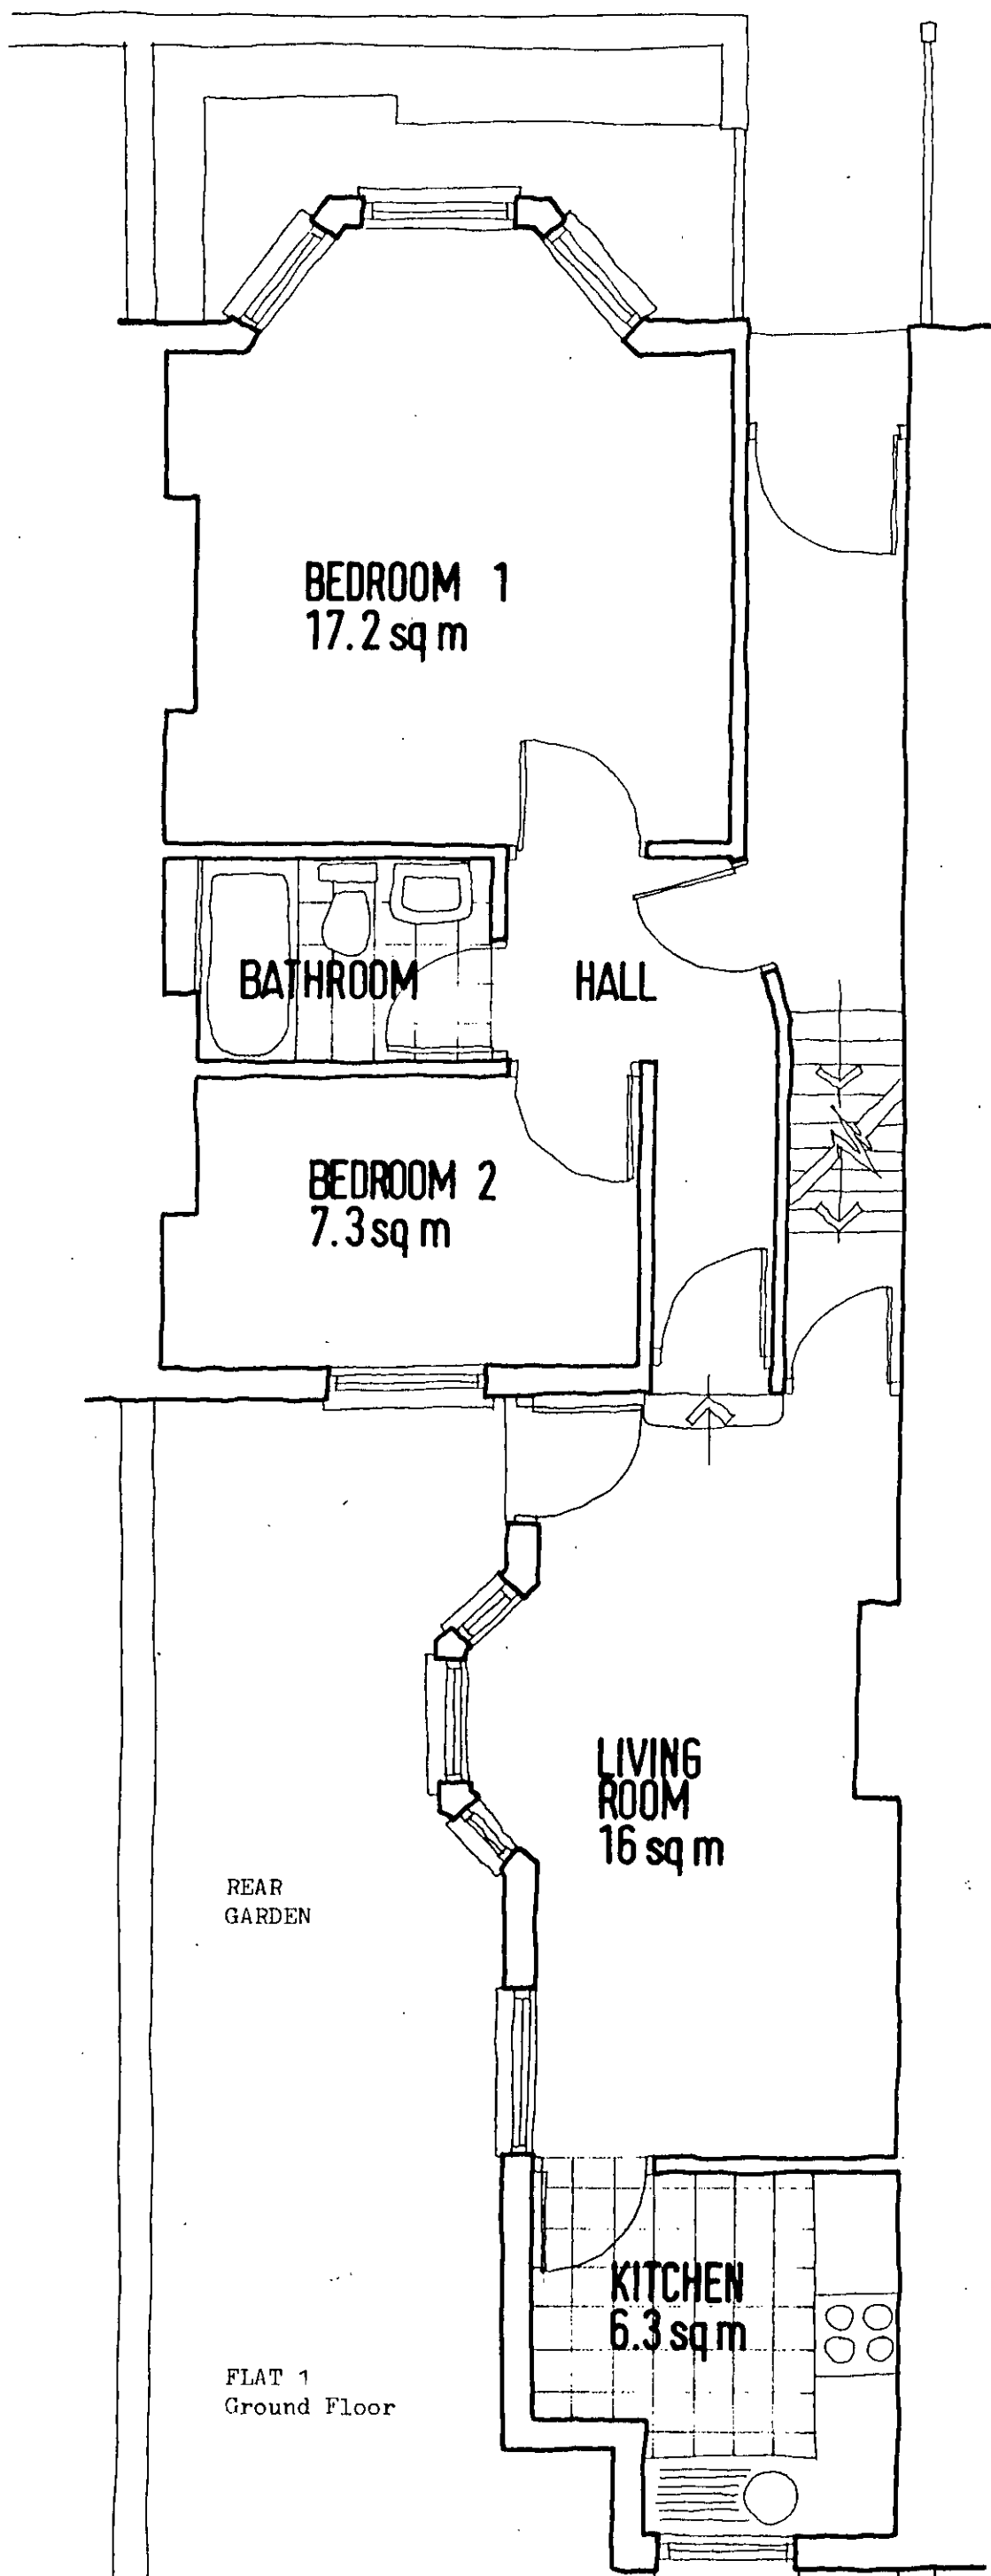 BEDROOM 1
17.2 sq m
BATHROOM
HALL
BEDROOM 2
7.3 sq m
LIVING
ROOM
16 sq m
REAR
GARDEN
KITCHEN
6.3 sq m
FLAT 1
Ground Floor